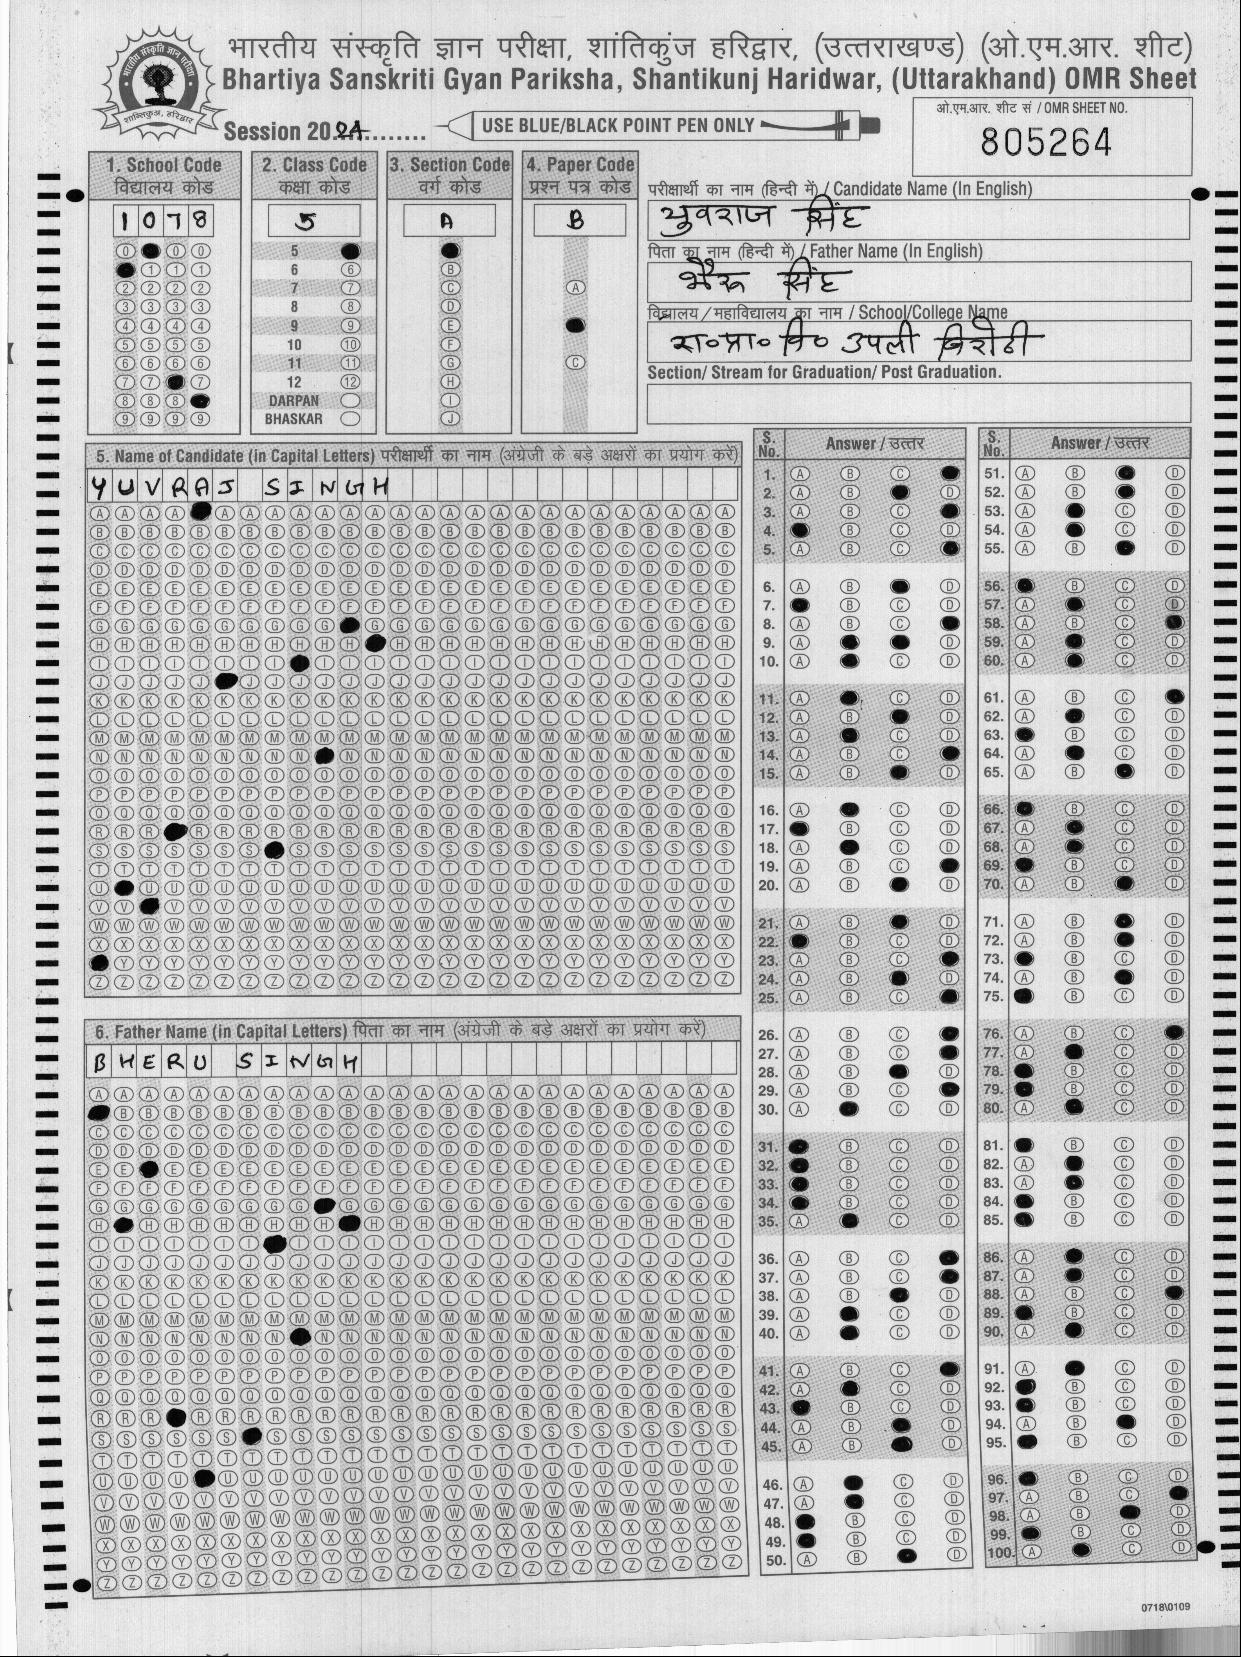 भारतीय संस्कृति ज्ञान परीक्षा, शांतिकुंज हरिद्वार, (उत्तराखण्ड) (ओ.एम.आर. शीट)
Bhartiya Sanskriti Gyan Pariksha, Shantikunj Haridwar, (Uttarakhand) OMR Sheet
Session 2024
USE BLUE/BLACK POINT PEN ONLY
ओ.एम.आर. शीट सं / OMR SHEET NO.
805264
1. School Code
विद्यालय कोड
1 0 7 8
2. Class Code
कक्षा कोड
5
5
6
7
8
9
10
11
12
DARPAN
BHASKAR
3. Section Code
वर्ग कोड
A
4. Paper Code
प्रश्न पत्र कोड
B
परीक्षार्थी का नाम (हिन्दी में) / Candidate Name (In English)
युवराज सिंह
पिता का नाम (हिन्दी में) / Father Name (In English)
भैरू सिंह
विद्यालय / महाविद्यालय का नाम / School/College Name
रा०प्रा० वि० उपली
Section/ Stream for Graduation/ Post Graduation.
5. Name of Candidate (in Capital Letters) परीक्षार्थी का नाम (अंग्रेजी के बड़े अक्षरों का प्रयोग करें)
YUVRAJ SINGH
6. Father Name (in Capital Letters) पिता का नाम (अंग्रेजी के बड़े अक्षरों का प्रयोग करें)
BHERU SINGH
S. No. Answer / उत्तर
S. No. Answer / उत्तर
0718\0109